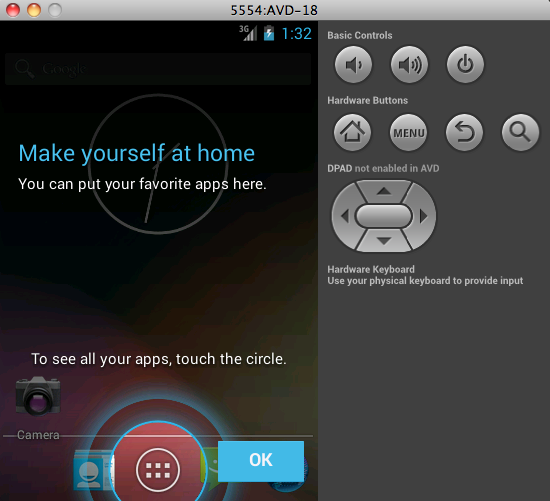 5554:AVD-18
3G
1:32
Google
Make yourself at home
You can put your favorite apps here.
To see all your apps, touch the circle.
Camera
OK
Basic Controls
Hardware Buttons
MENU
DPAD not enabled in AVD
Hardware Keyboard
Use your physical keyboard to provide input